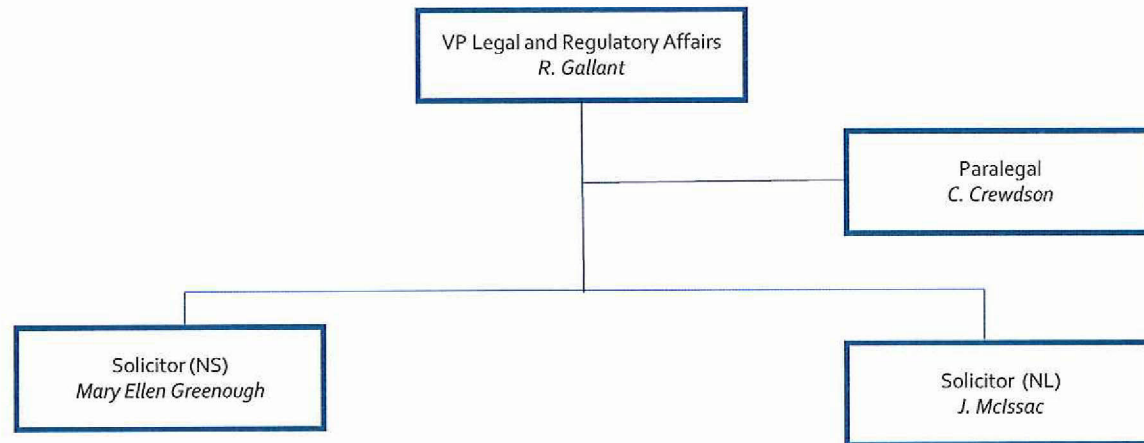 VP Legal and Regulatory Affairs
R. Gallant
Paralegal
C. Crewdson
Solicitor (NS)
Mary Ellen Greenough
Solicitor (NL)
J. McIssac